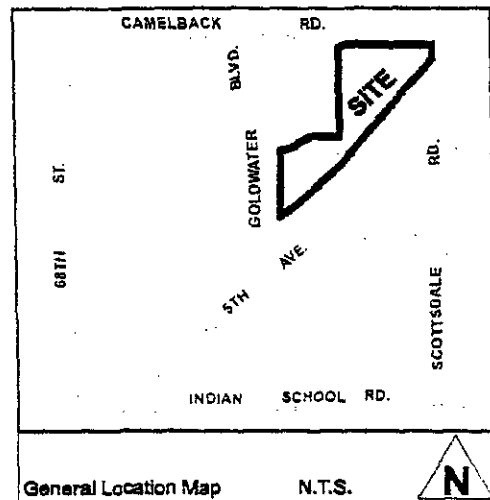 CAMELBACK RD.
BLVD.
SITE
GOLDWATER
RD.
ST.
68TH
AVE.
5TH
SCOTTSDALE
INDIAN SCHOOL RD.
General Location Map N.T.S. N